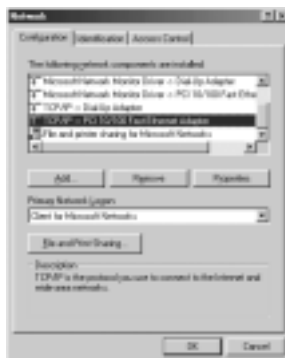 Network
Configuration Identification Access Control
The following network components are installed:
Microsoft Network Monitor Driver -> Dial-Up Adapter
Microsoft Network Monitor Driver -> PCI 10/100 Fast Ethe
TCP/IP -> Dial-Up Adapter
TCP/IP -> PCI 10/100 Fast Ethernet Adapter
File and printer sharing for Microsoft Networks
Add... Remove Properties
Primary Network Logon:
Client for Microsoft Networks
File and Print Sharing...
Description
TCP/IP is the protocol you use to connect to the Internet and
wide-area networks.
OK Cancel